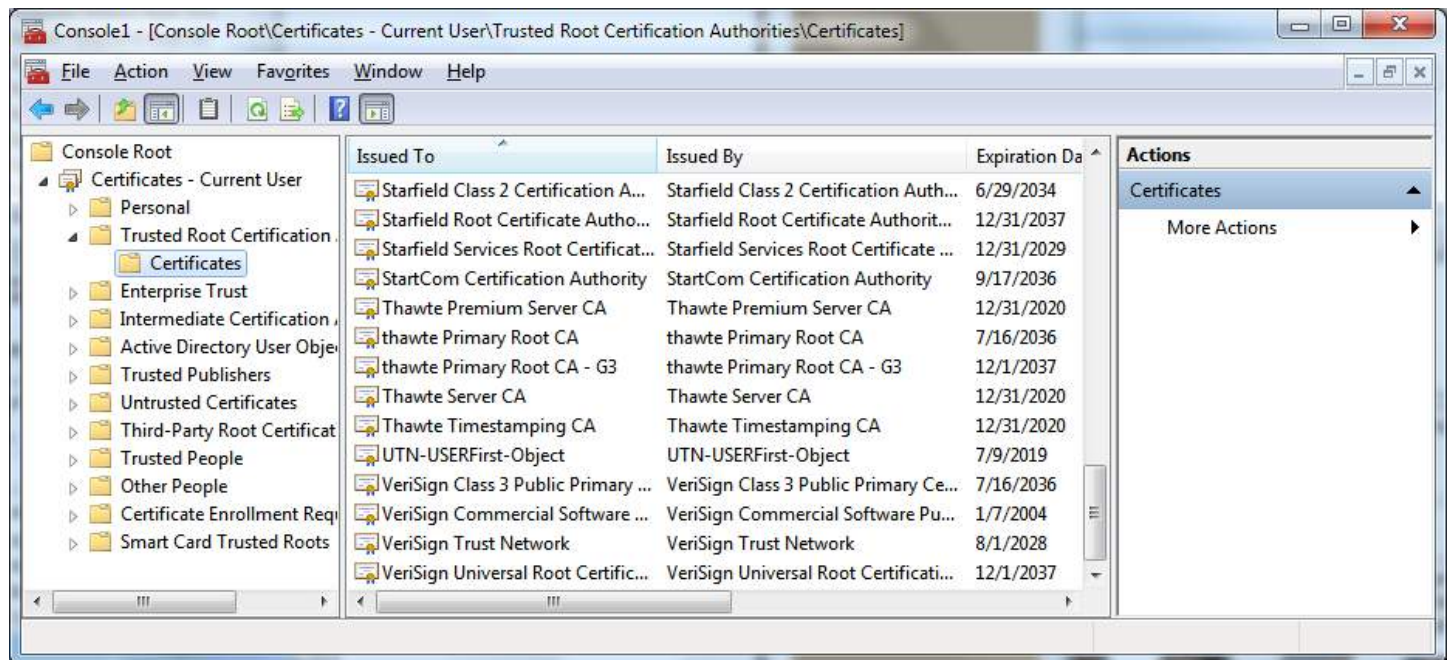 Console1 - [Console Root\Certificates - Current User\Trusted Root Certification Authorities\Certificates]
File Action View Favorites Window Help
Console Root
Certificates - Current User
Personal
Trusted Root Certification
Certificates
Enterprise Trust
Intermediate Certification
Active Directory User Obje
Trusted Publishers
Untrusted Certificates
Third-Party Root Certificat
Trusted People
Other People
Certificate Enrollment Requ
Smart Card Trusted Roots
Issued To Issued By Expiration Da
Starfield Class 2 Certification A... Starfield Class 2 Certification Auth... 6/29/2034
Starfield Root Certificate Autho... Starfield Root Certificate Authorit... 12/31/2037
Starfield Services Root Certificat... Starfield Services Root Certificate ... 12/31/2029
StartCom Certification Authority StartCom Certification Authority 9/17/2036
Thawte Premium Server CA Thawte Premium Server CA 12/31/2020
thawte Primary Root CA thawte Primary Root CA 7/16/2036
thawte Primary Root CA - G3 thawte Primary Root CA - G3 12/1/2037
Thawte Server CA Thawte Server CA 12/31/2020
Thawte Timestamping CA Thawte Timestamping CA 12/31/2020
UTN-USERFirst-Object UTN-USERFirst-Object 7/9/2019
VeriSign Class 3 Public Primary ... VeriSign Class 3 Public Primary Ce... 7/16/2036
VeriSign Commercial Software ... VeriSign Commercial Software Pu... 1/7/2004
VeriSign Trust Network VeriSign Trust Network 8/1/2028
VeriSign Universal Root Certific... VeriSign Universal Root Certificati... 12/1/2037
Actions
Certificates
More Actions